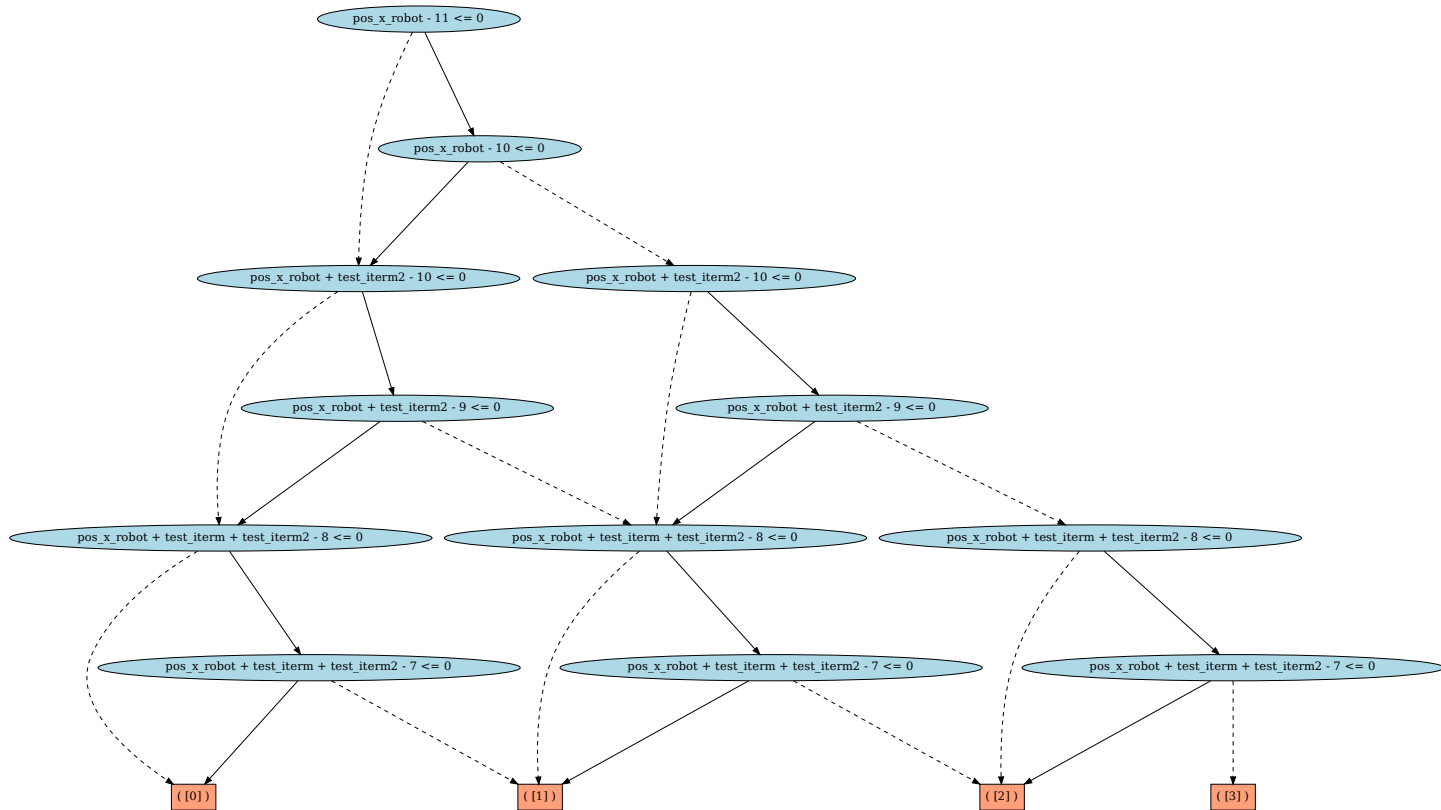 pos_x_robot - 11 <= 0
pos_x_robot - 10 <= 0
pos_x_robot + test_iterm2 - 10 <= 0
pos_x_robot + test_iterm2 - 10 <= 0
pos_x_robot + test_iterm2 - 9 <= 0
pos_x_robot + test_iterm2 - 9 <= 0
pos_x_robot + test_iterm + test_iterm2 - 8 <= 0
pos_x_robot + test_iterm + test_iterm2 - 8 <= 0
pos_x_robot + test_iterm + test_iterm2 - 8 <= 0
pos_x_robot + test_iterm + test_iterm2 - 7 <= 0
pos_x_robot + test_iterm + test_iterm2 - 7 <= 0
pos_x_robot + test_iterm + test_iterm2 - 7 <= 0
( [0] )
( [1] )
( [2] )
( [3] )